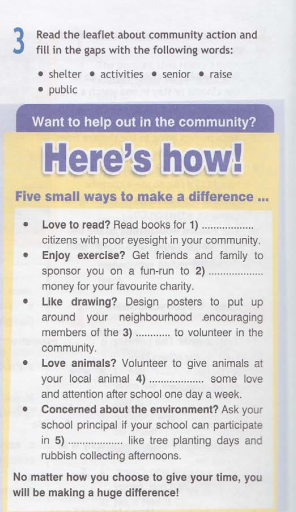 3 Read the leaflet about community action and
fill in the gaps with the following words:
• shelter • activities • senior • raise
• public
Want to help out in the community?
Here's how!
Five small ways to make a difference ...
• Love to read? Read books for 1) ..................
citizens with poor eyesight in your community.
• Enjoy exercise? Get friends and family to
sponsor you on a fun-run to 2) ..................
money for your favourite charity.
• Like drawing? Design posters to put up
around your neighbourhood .encouraging
members of the 3) ............ to volunteer in the
community.
• Love animals? Volunteer to give animals at
your local animal 4) .................. some love
and attention after school one day a week.
• Concerned about the environment? Ask your
school principal if your school can participate
in 5) .................. like tree planting days and
rubbish collecting afternoons.
No matter how you choose to give your time, you
will be making a huge difference!